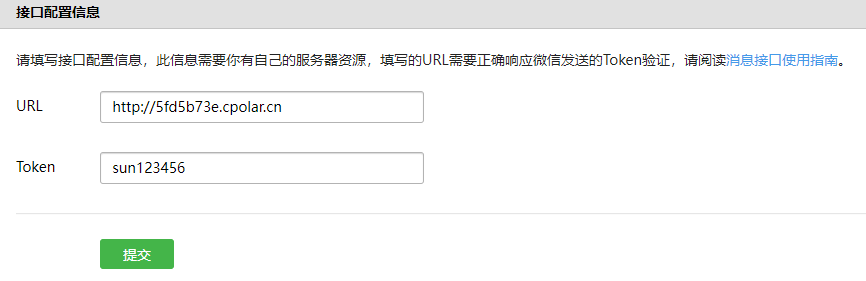 接口配置信息
请填写接口配置信息，此信息需要你有自己的服务器资源，填写的URL需要正确响应微信发送的Token验证，请阅读消息接口使用指南。
URL http://5fd5b73e.cpolar.cn
Token sun123456
提交